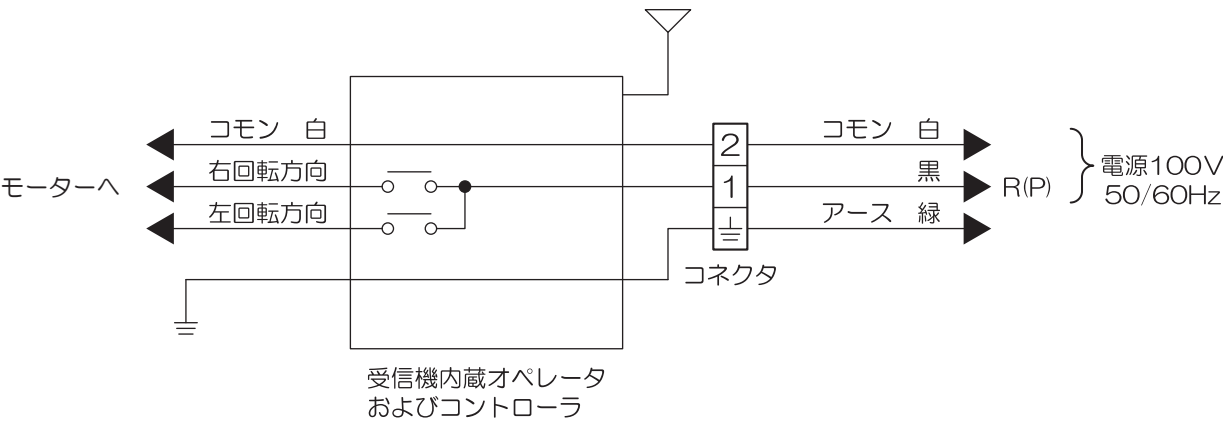 コモン 白
コモン 白
2
モーターへ
右回転方向
1
黒
R(P)
電源100V
50/60Hz
左回転方向
アース 緑
コネクタ
受信機内蔵オペレータ
およびコントローラ